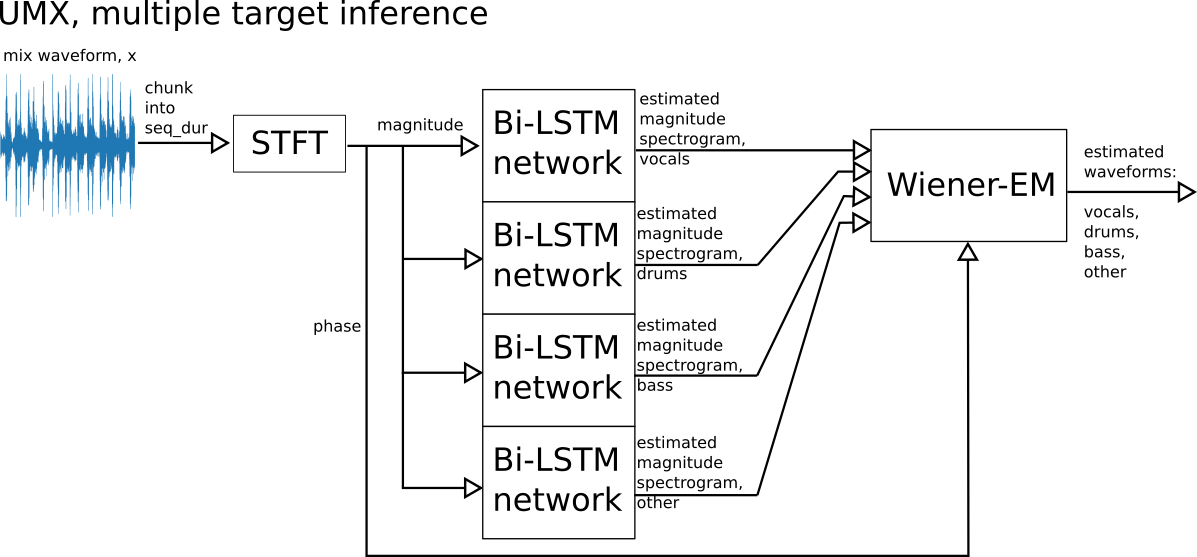 UMX, multiple target inference
mix waveform, x
chunk
into
seq_dur
STFT
magnitude
phase
Bi-LSTM
network
estimated
magnitude
spectrogram,
vocals
Bi-LSTM
network
estimated
magnitude
spectrogram,
drums
Bi-LSTM
network
estimated
magnitude
spectrogram,
bass
Bi-LSTM
network
estimated
magnitude
spectrogram,
other
Wiener-EM
estimated
waveforms:
vocals,
drums,
bass,
other